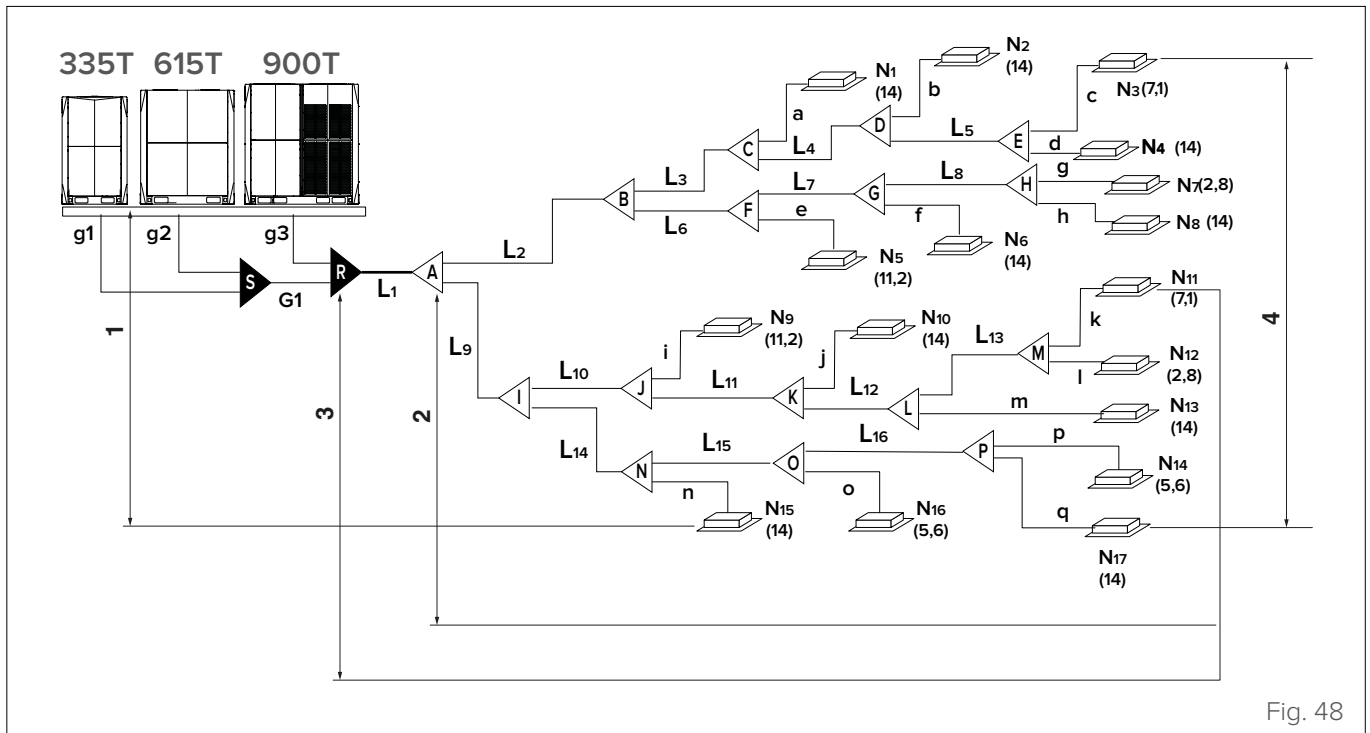 335T 615T 900T
g1 g2 g3
S
G1
R
L1
A
L2
B
L3
C
a
N1
(14)
L4
D
b
N2
(14)
L5
E
c
N3(7,1)
d
N4 (14)
L6
F
e
N5
(11,2)
L7
G
f
N6
(14)
L8
H
g
N7(2,8)
h
N8 (14)
L9
I
L10
J
i
N9
(11,2)
L11
K
j
N10
(14)
L12
L
L13
M
k
N11
(7,1)
l
N12
(2,8)
m
N13
(14)
L14
N
n
N15
(14)
L15
O
o
N16
(5,6)
L16
P
p
N14
(5,6)
q
N17
(14)
1
2
3
4
Fig. 48